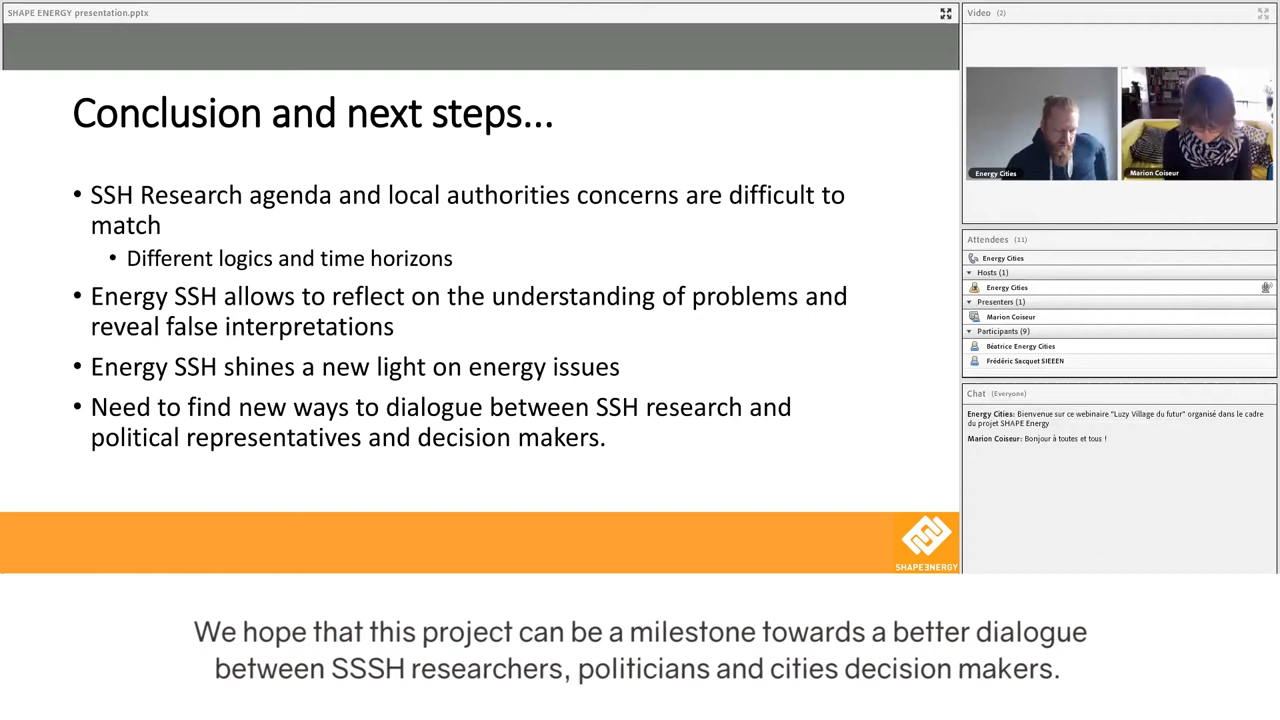 SHAPE ENERGY presentation.pptx
Conclusion and next steps...
• SSH Research agenda and local authorities concerns are difficult to
match
• Different logics and time horizons
• Energy SSH allows to reflect on the understanding of problems and
reveal false interpretations
• Energy SSH shines a new light on energy issues
• Need to find new ways to dialogue between SSH research and
political representatives and decision makers.
SHAPEƎNERGY
Video (2)
Energy Cities
Marion Coiseur
Attendees (11)
Energy Cities
Hosts (1)
Energy Cities
Presenters (1)
Marion Coiseur
Participants (9)
Béatrice Energy Cities
Frédéric Sacquet SIEEEN
Chat (Everyone)
Energy Cities: Bienvenue sur ce webinaire "Luzy Village du futur" organisé dans le cadre
du projet SHAPE Energy
Marion Coiseur: Bonjour à toutes et tous !
We hope that this project can be a milestone towards a better dialogue
between SSSH researchers, politicians and cities decision makers.